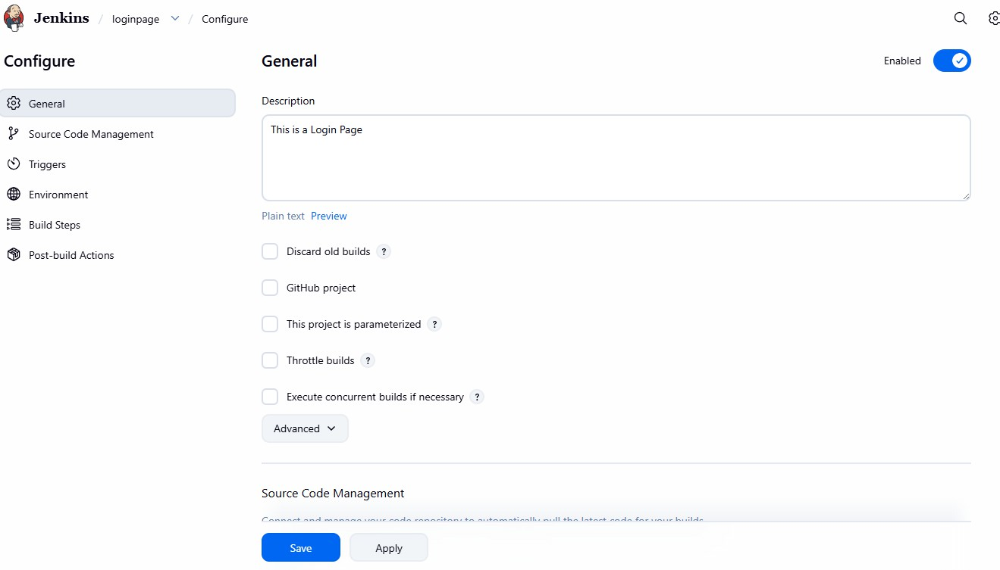 Jenkins / loginpage / Configure
Configure
General
Source Code Management
Triggers
Environment
Build Steps
Post-build Actions
General
Enabled
Description
This is a Login Page
Plain text Preview
Discard old builds ?
GitHub project
This project is parameterized ?
Throttle builds ?
Execute concurrent builds if necessary ?
Advanced
Source Code Management
Connect and manage your code repository to automatically pull the latest code for your builds.
Save Apply